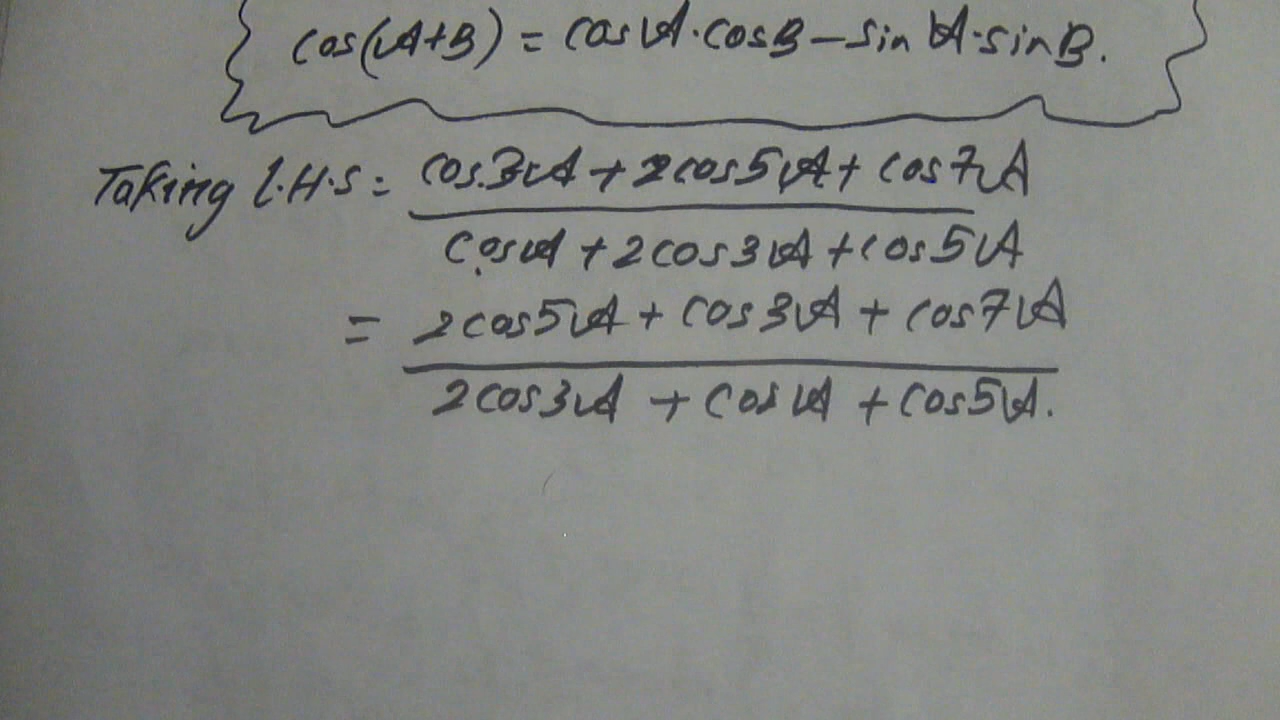 cos(A+B) = cosA·cosB - sinA·sinB.
Taking L.H.S = cos3A + 2cos5A + cos7A
cosA + 2cos3A + cos5A
= 2cos5A + cos3A + cos7A
2cos3A + cosA + cos5A.